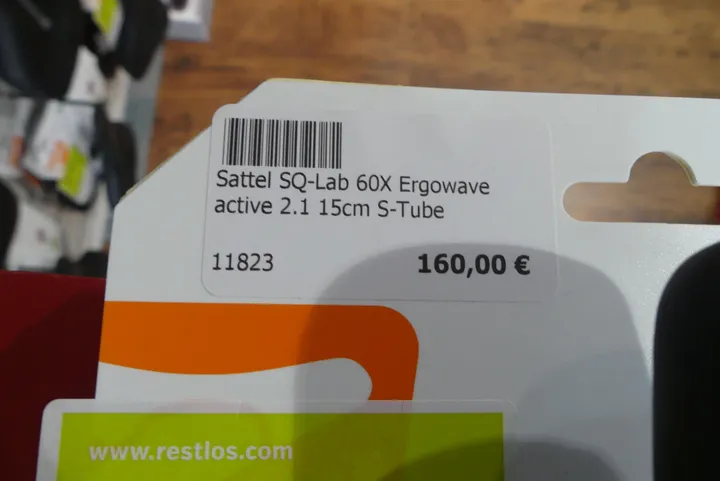 Sattel SQ-Lab 60X Ergowave
active 2.1 15cm S-Tube
11823 160,00 €
www.restlos.com